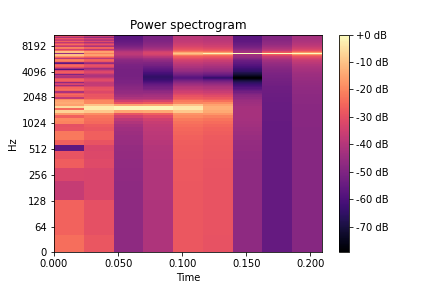 Power spectrogram
8192
4096
2048
1024
512
256
128
64
0
Hz
0.000 0.050 0.100 0.150 0.200
Time
+0 dB
-10 dB
-20 dB
-30 dB
-40 dB
-50 dB
-60 dB
-70 dB